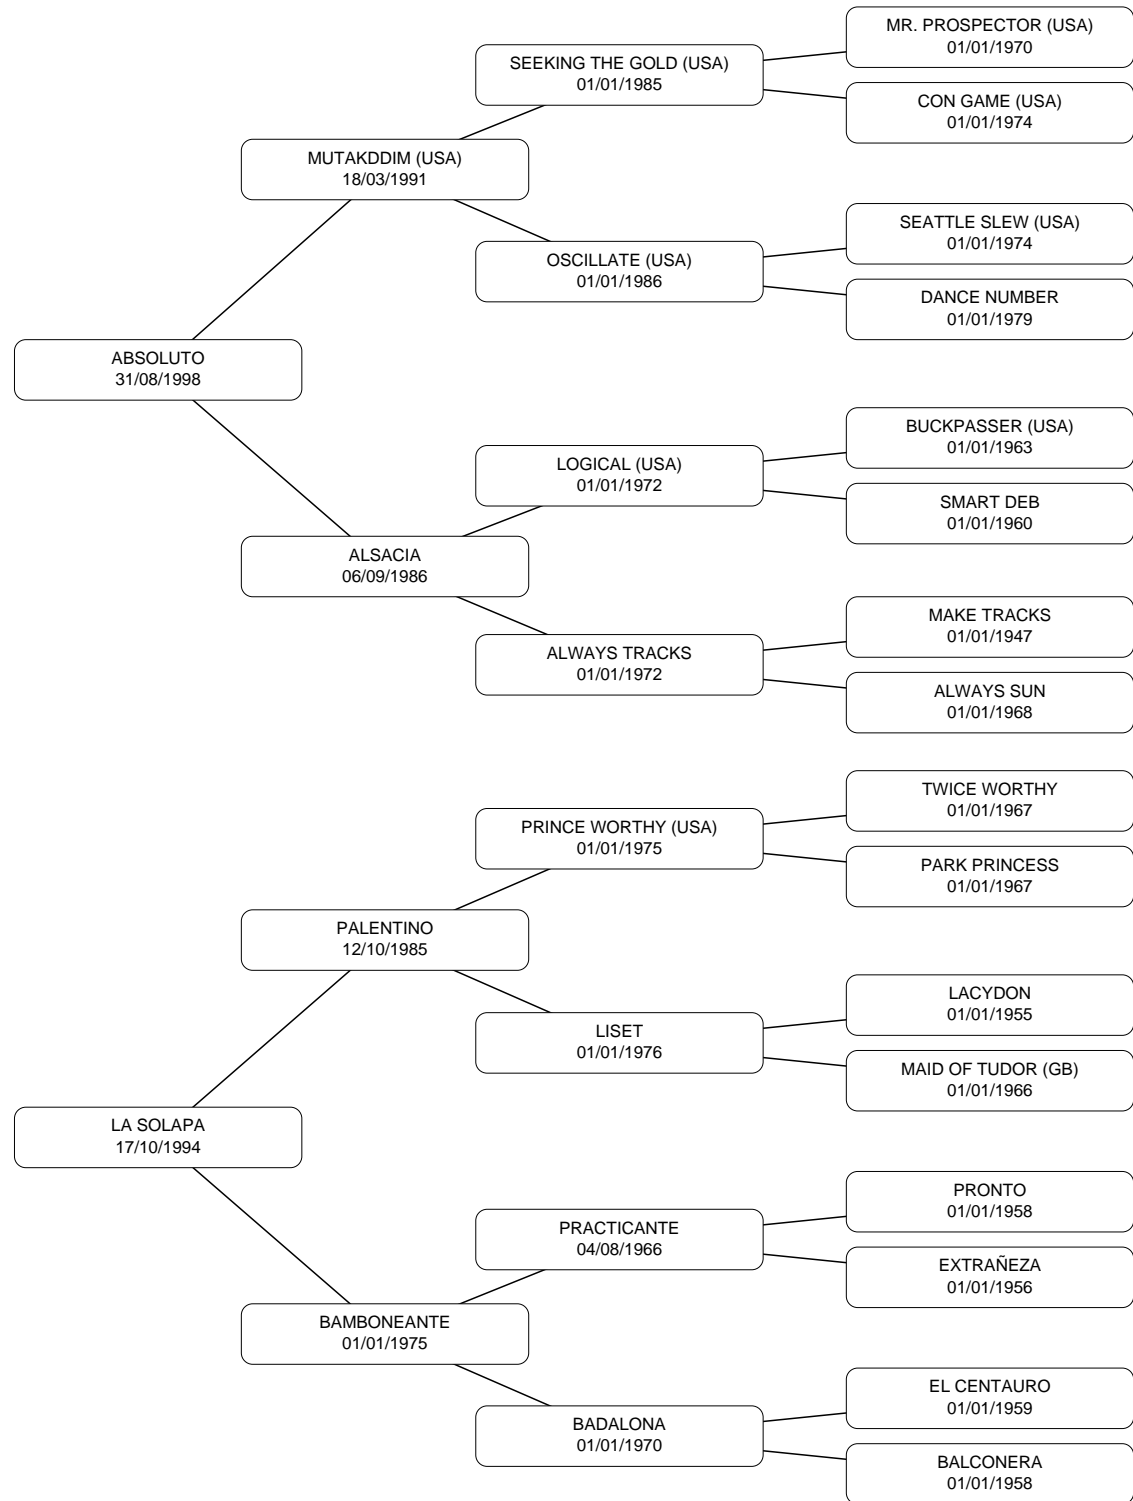 MR. PROSPECTOR (USA)
01/01/1970
SEEKING THE GOLD (USA)
01/01/1985
CON GAME (USA)
01/01/1974
MUTAKDDIM (USA)
18/03/1991
SEATTLE SLEW (USA)
01/01/1974
OSCILLATE (USA)
01/01/1986
DANCE NUMBER
01/01/1979
ABSOLUTO
31/08/1998
BUCKPASSER (USA)
01/01/1963
LOGICAL (USA)
01/01/1972
SMART DEB
01/01/1960
ALSACIA
06/09/1986
MAKE TRACKS
01/01/1947
ALWAYS TRACKS
01/01/1972
ALWAYS SUN
01/01/1968
TWICE WORTHY
01/01/1967
PRINCE WORTHY (USA)
01/01/1975
PARK PRINCESS
01/01/1967
PALENTINO
12/10/1985
LACYDON
01/01/1955
LISET
01/01/1976
MAID OF TUDOR (GB)
01/01/1966
LA SOLAPA
17/10/1994
PRONTO
01/01/1958
PRACTICANTE
04/08/1966
EXTRAÑEZA
01/01/1956
BAMBONEANTE
01/01/1975
EL CENTAURO
01/01/1959
BADALONA
01/01/1970
BALCONERA
01/01/1958